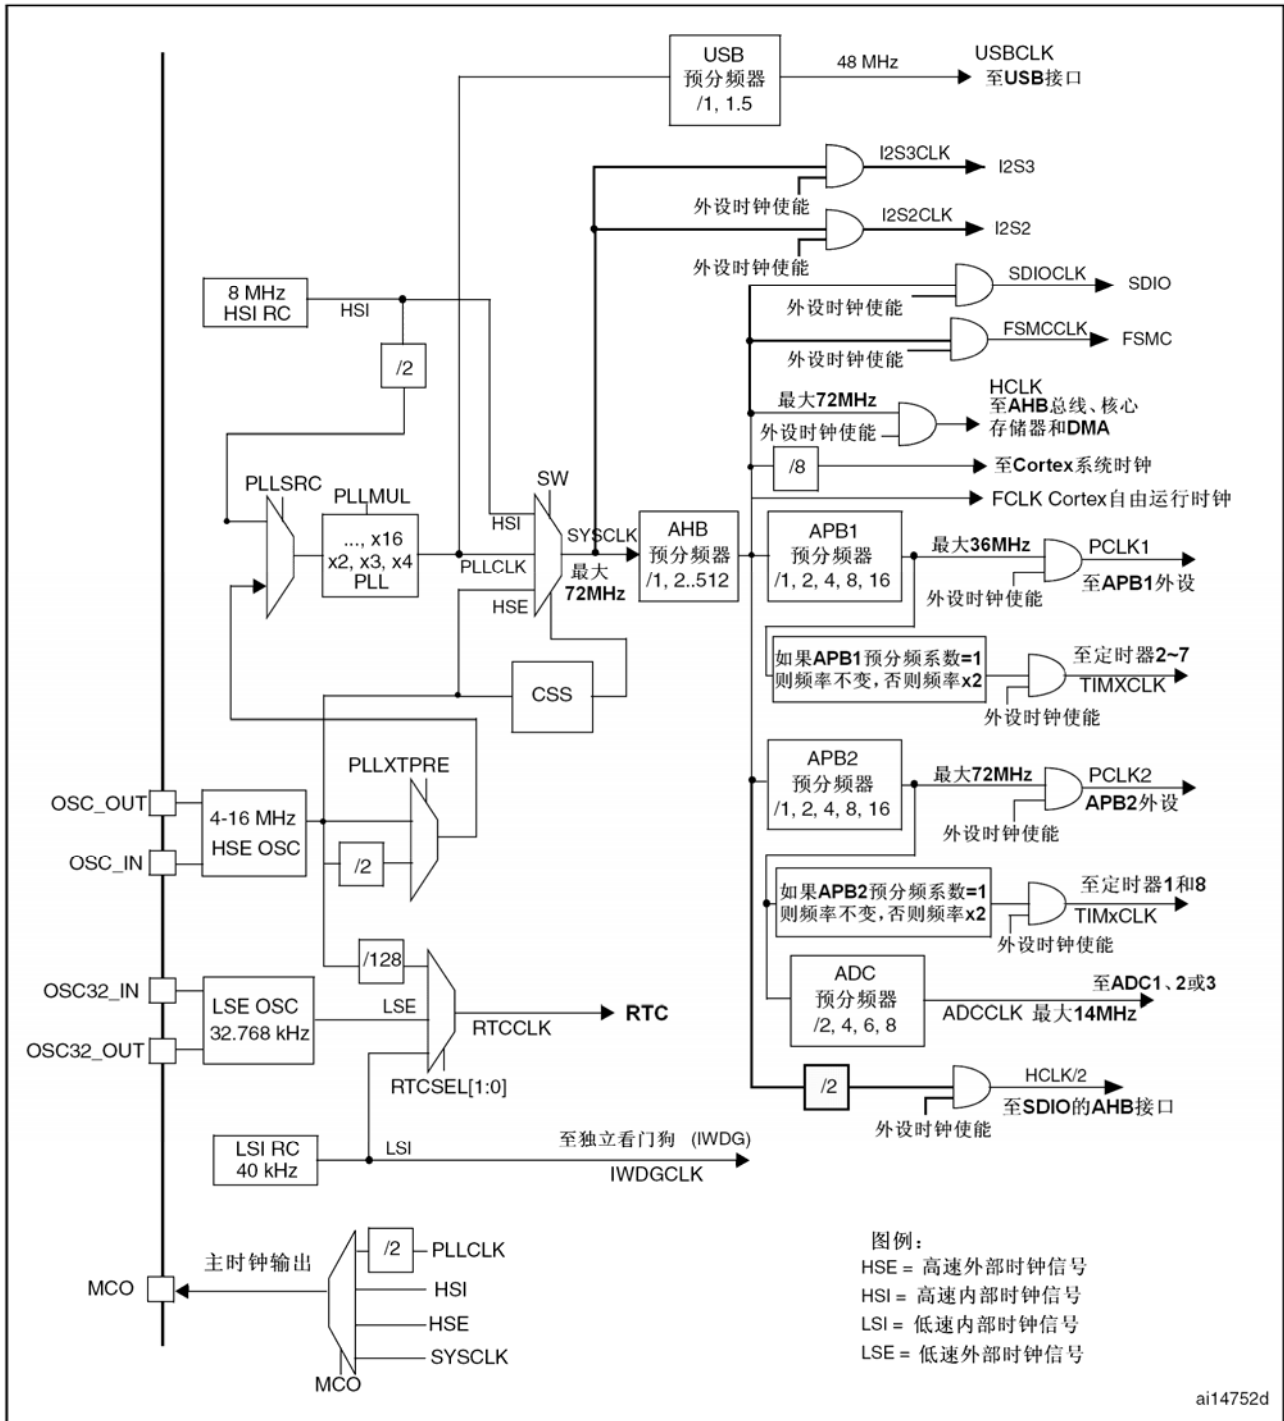 USB
预分频器
/1, 1.5
48 MHz
USBCLK
至USB接口
I2S3CLK
I2S3
外设时钟使能
I2S2CLK
I2S2
外设时钟使能
8 MHz
HSI RC
HSI
/2
SDIOCLK
SDIO
外设时钟使能
FSMCCLK
FSMC
外设时钟使能
最大72MHz
HCLK
至AHB总线、核心
存储器和DMA
外设时钟使能
/8
至Cortex系统时钟
FCLK Cortex自由运行时钟
PLLSRC
PLLMUL
..., x16
x2, x3, x4
PLL
SW
HSI
PLLCLK
HSE
SYSCLK
最大
72MHz
AHB
预分频器
/1, 2..512
APB1
预分频器
/1, 2, 4, 8, 16
最大36MHz
PCLK1
至APB1外设
外设时钟使能
如果APB1预分频系数=1
则频率不变，否则频率x2
至定时器2~7
TIMXCLK
外设时钟使能
CSS
PLLXTPRE
OSC_OUT
OSC_IN
4-16 MHz
HSE OSC
/2
APB2
预分频器
/1, 2, 4, 8, 16
最大72MHz
PCLK2
APB2外设
外设时钟使能
如果APB2预分频系数=1
则频率不变，否则频率x2
至定时器1和8
TIMxCLK
外设时钟使能
/128
OSC32_IN
OSC32_OUT
LSE OSC
32.768 kHz
LSE
RTCCLK
RTC
RTCSEL[1:0]
ADC
预分频器
/2, 4, 6, 8
至ADC1、2或3
ADCCLK 最大14MHz
/2
HCLK/2
至SDIO的AHB接口
外设时钟使能
LSI RC
40 kHz
LSI
至独立看门狗 (IWDG)
IWDGCLK
主时钟输出
MCO
/2
PLLCLK
HSI
HSE
SYSCLK
MCO
图例：
HSE = 高速外部时钟信号
HSI = 高速内部时钟信号
LSI = 低速内部时钟信号
LSE = 低速外部时钟信号
ai14752d